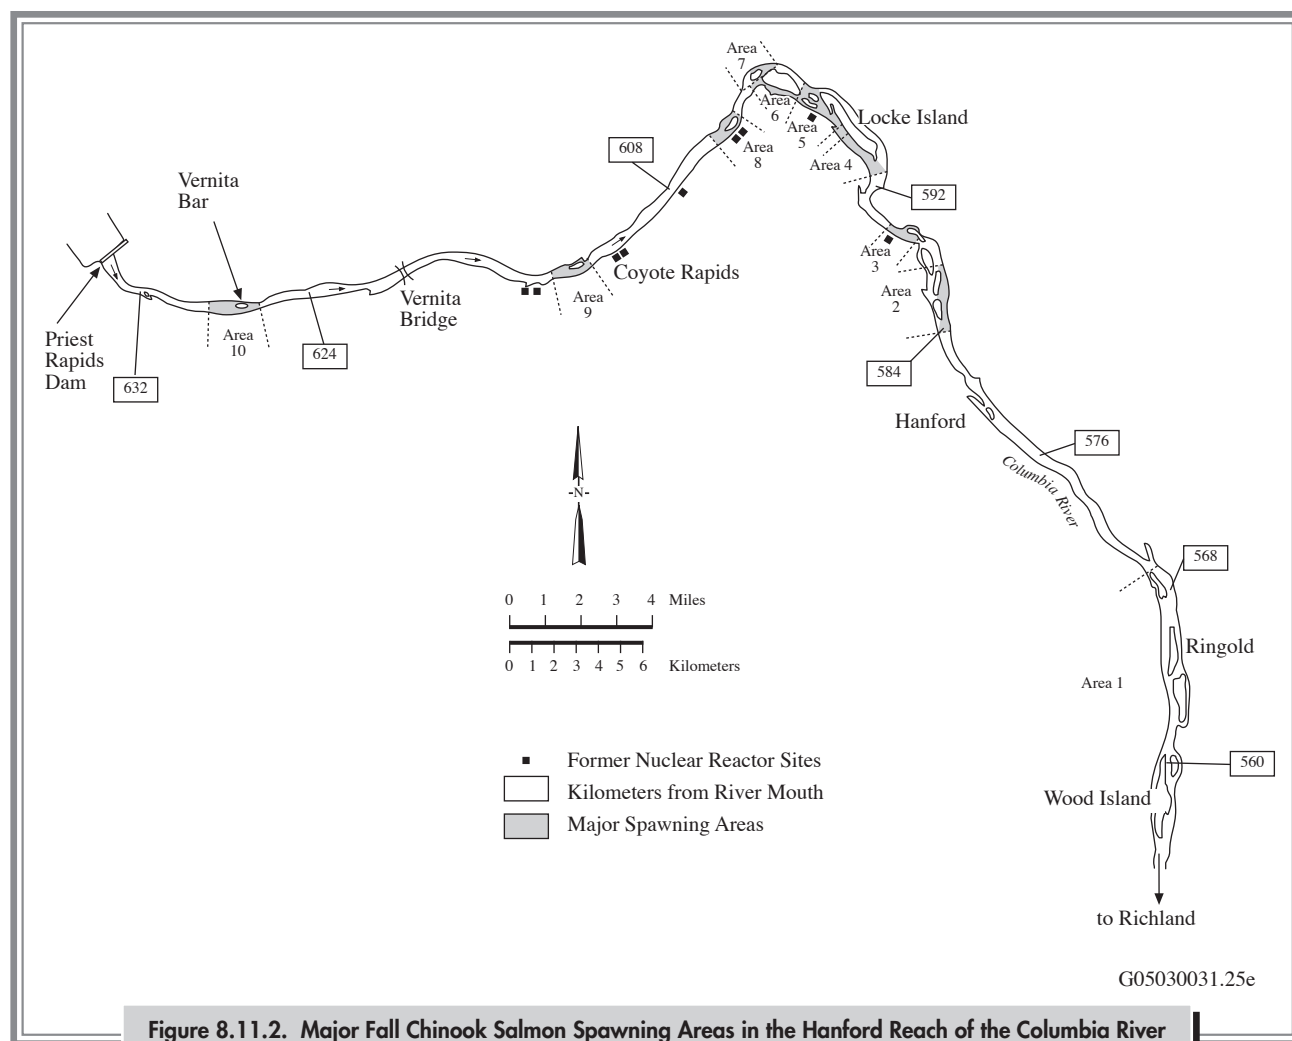 Area
7
Area
6
Area
5
Locke Island
608
Area
8
Area 4
Vernita
Bar
592
Area
3
Coyote Rapids
Area
2
Vernita
Bridge
Area
9
Priest
Rapids
Dam
Area
10
624
632
584
Hanford
576
Columbia River
-N-
568
0 1 2 3 4 Miles
0 1 2 3 4 5 6 Kilometers
Ringold
Area 1
560
Wood Island
Former Nuclear Reactor Sites
Kilometers from River Mouth
Major Spawning Areas
to Richland
G05030031.25e
Figure 8.11.2. Major Fall Chinook Salmon Spawning Areas in the Hanford Reach of the Columbia River